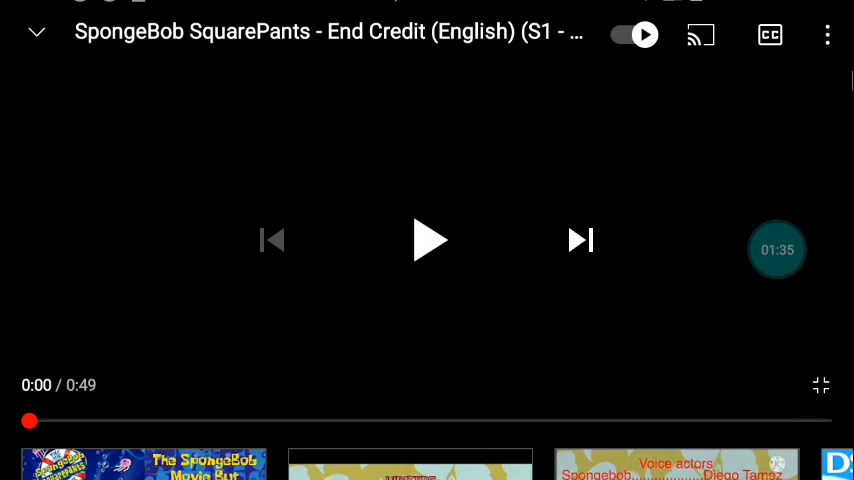 SpongeBob SquarePants - End Credit (English) (S1 - ...
CC
01:35
0:00 / 0:49
The SpongeBob
Movie But
SQUAREPANTS
Voice actors
Spongebob...................Diego Tamez
D